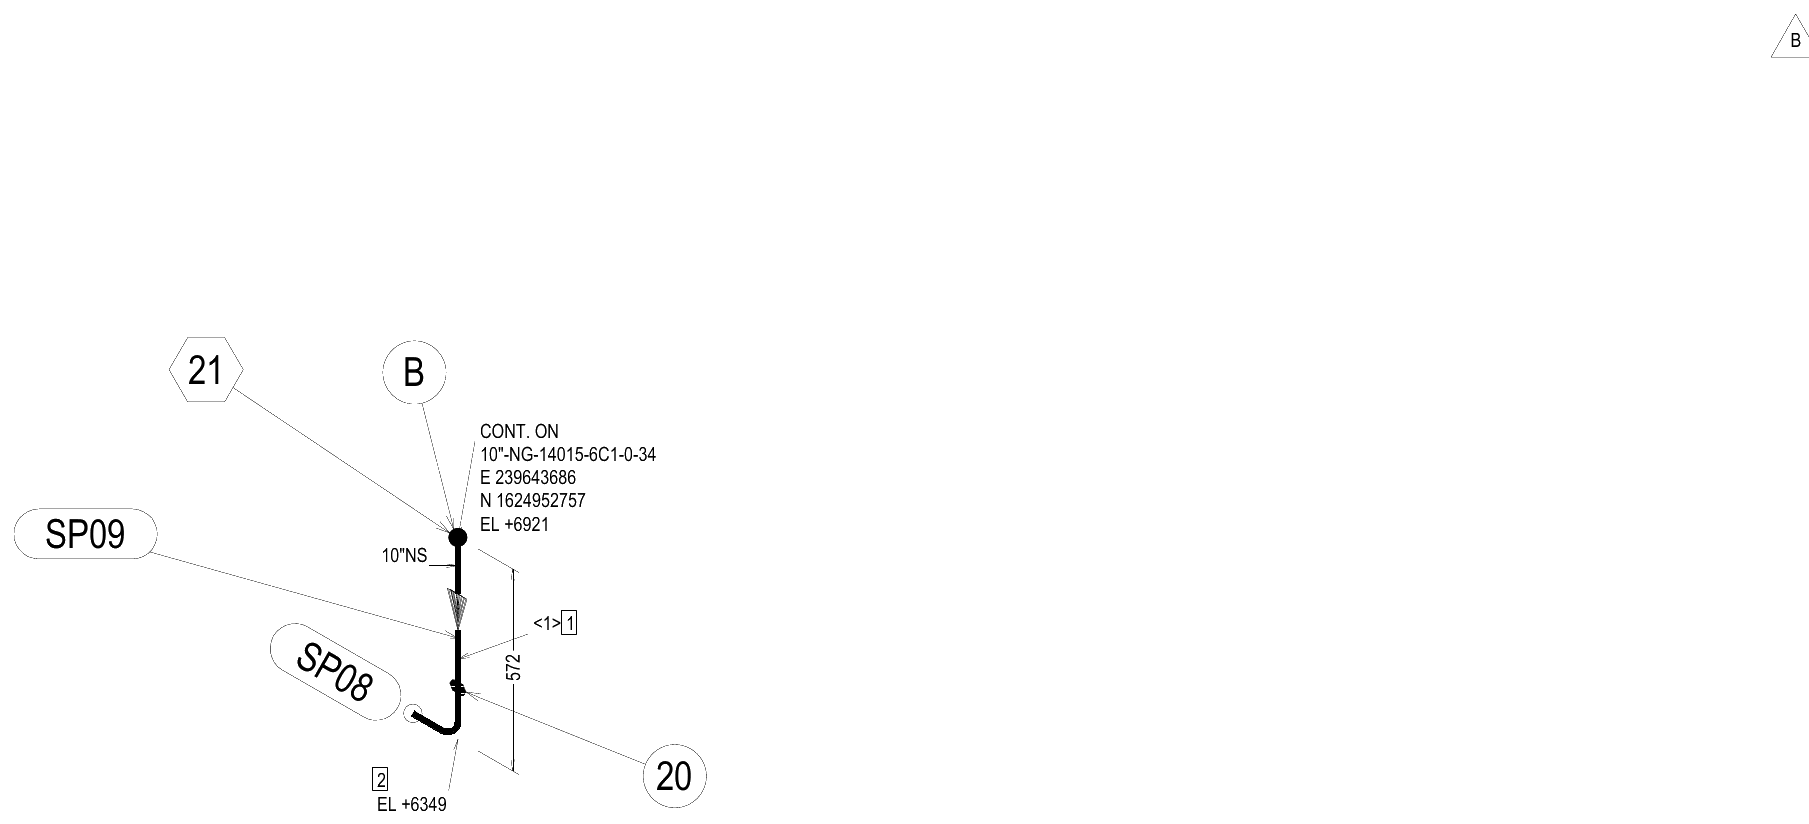 B
21
B
CONT. ON
10"-NG-14015-6C1-0-34
E 239643686
N 1624952757
EL +6921
SP09
10"NS
<1> 1
572
SP08
20
2
EL +6349